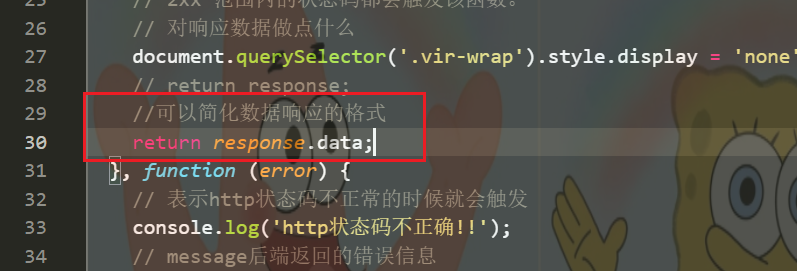 25 // 2xx 范围内的状态码都会触发该函数。
26 // 对响应数据做点什么
27 document.querySelector('.vir-wrap').style.display = 'none'
28 // return response;
29 //可以简化数据响应的格式
30 return response.data;
31 }, function (error) {
32 // 表示http状态码不正常的时候就会触发
33 console.log('http状态码不正确!!');
34 // message后端返回的错误信息